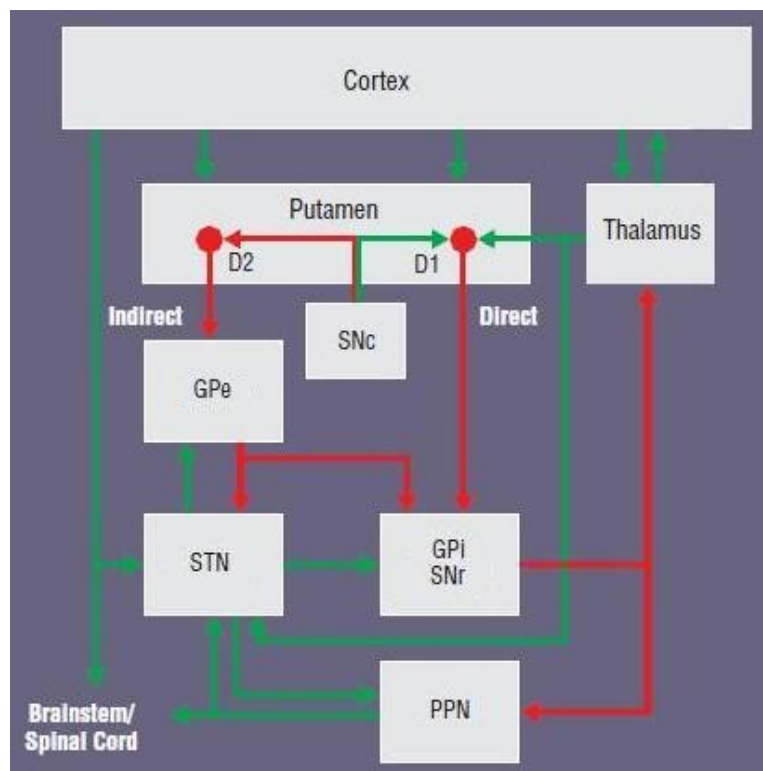 Cortex
Putamen
Thalamus
D2
D1
Indirect
Direct
SNc
GPe
STN
GPi
SNr
PPN
Brainstem/
Spinal Cord